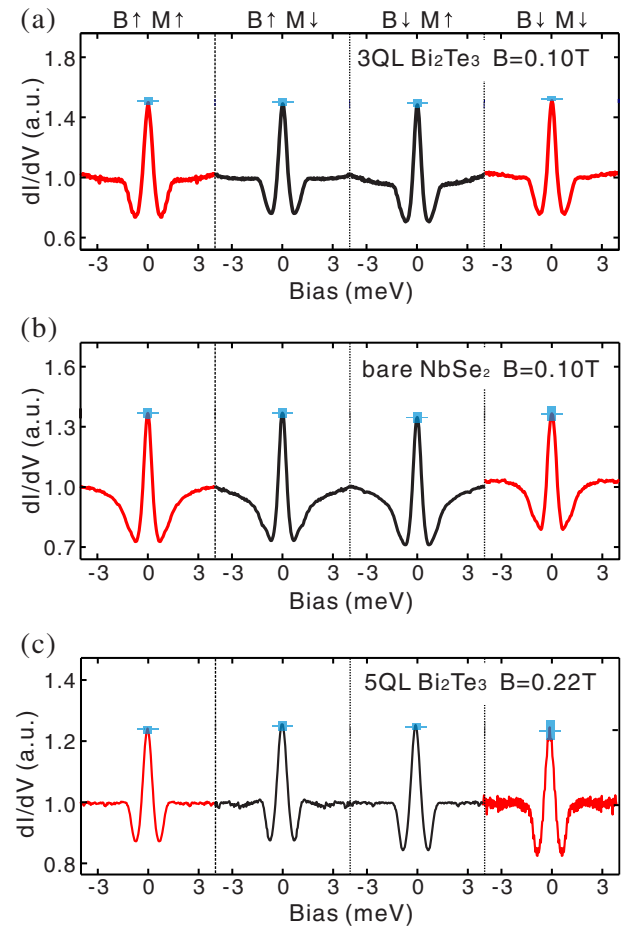 (a) B↑ M↑ B↑ M↓ B↓ M↑ B↓ M↓
3QL Bi₂Te₃ B=0.10T
dI/dV (a.u.)
1.8
1.4
1.0
0.6
-3 0 3 -3 0 3 -3 0 3 -3 0 3
Bias (meV)
(b)
bare NbSe₂ B=0.10T
dI/dV (a.u.)
1.6
1.3
1.0
0.7
-3 0 3 -3 0 3 -3 0 3 -3 0 3
Bias (meV)
(c)
5QL Bi₂Te₃ B=0.22T
dI/dV (a.u.)
1.4
1.2
1.0
0.8
-3 0 3 -3 0 3 -3 0 3 -3 0 3
Bias (meV)